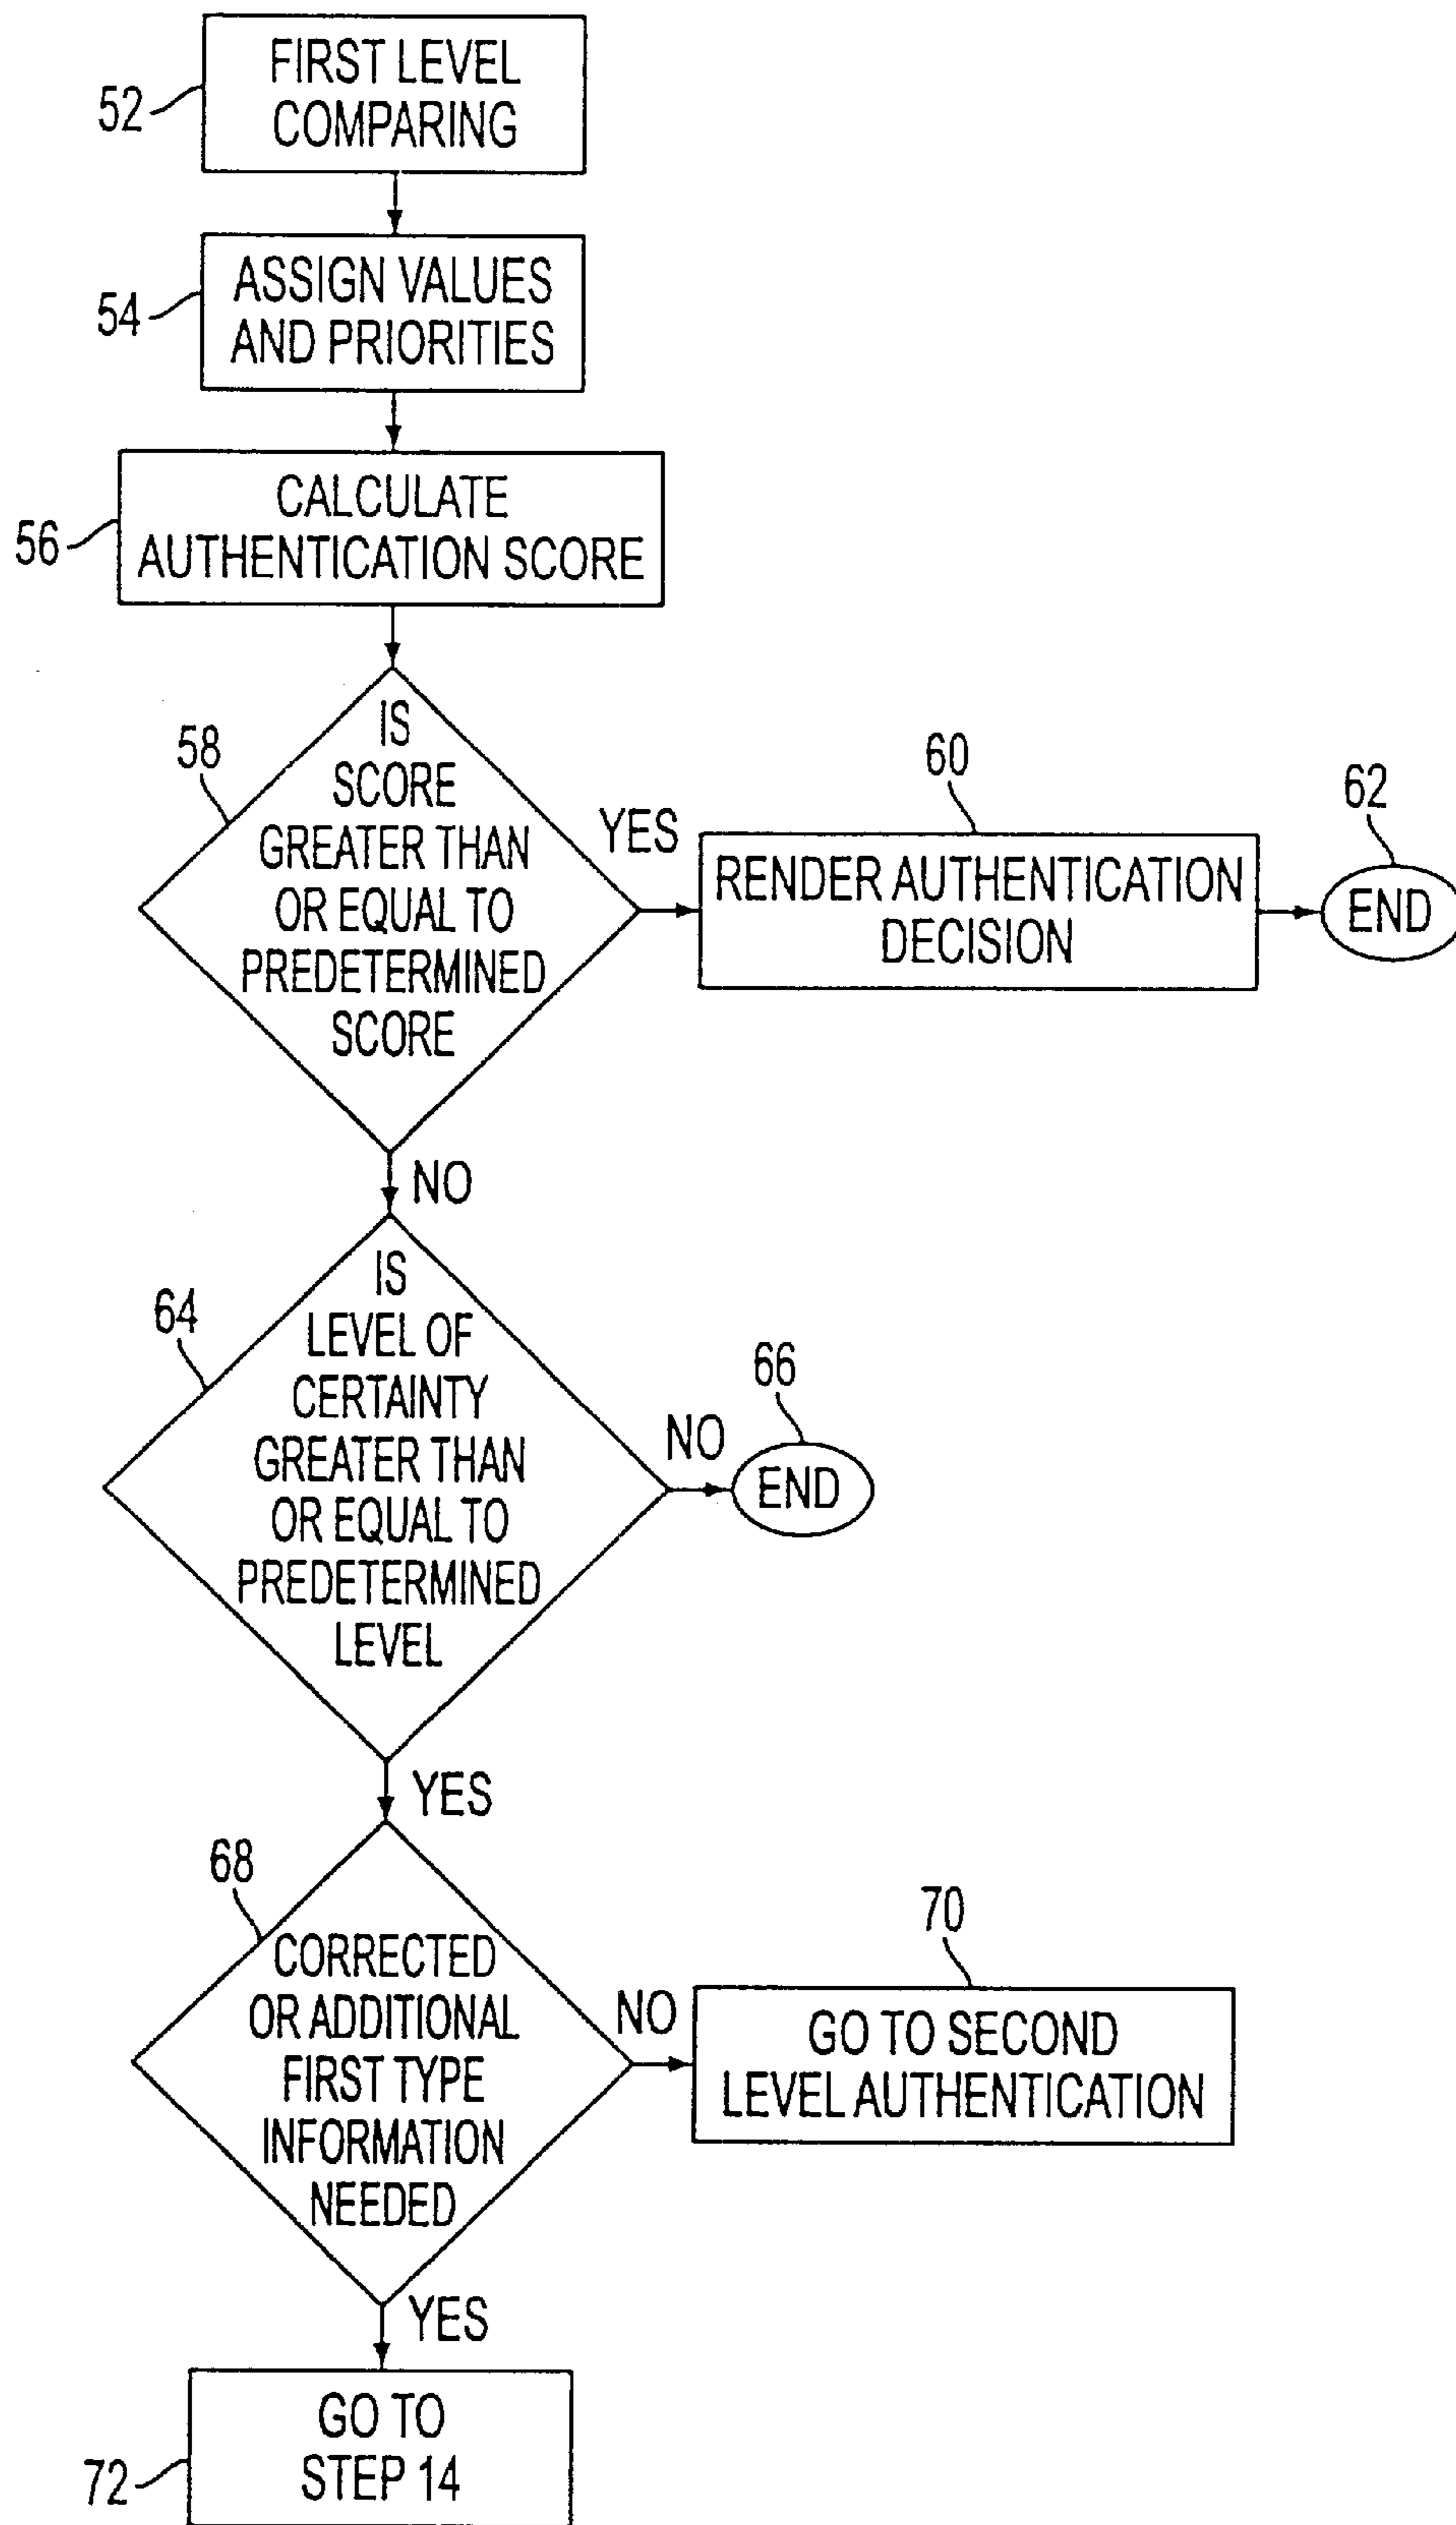 FIRST LEVEL
COMPARING
52
ASSIGN VALUES
AND PRIORITIES
54
CALCULATE
AUTHENTICATION SCORE
56
IS
SCORE
GREATER THAN
OR EQUAL TO
PREDETERMINED
SCORE
58
YES
60
RENDER AUTHENTICATION
DECISION
62
END
NO
IS
LEVEL OF
CERTAINTY
GREATER THAN
OR EQUAL TO
PREDETERMINED
LEVEL
64
NO
66
END
YES
68
CORRECTED
OR ADDITIONAL
FIRST TYPE
INFORMATION
NEEDED
NO
70
GO TO SECOND
LEVEL AUTHENTICATION
YES
GO TO
STEP 14
72